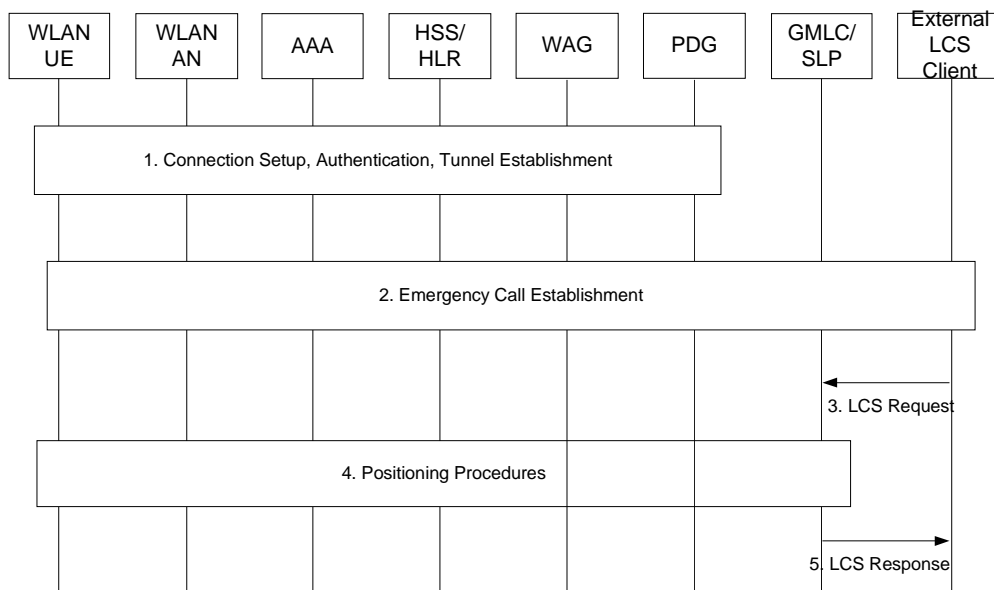 WLAN
UE
WLAN
AN
AAA
HSS/
HLR
WAG
PDG
GMLC/
SLP
External
LCS
Client
1. Connection Setup, Authentication, Tunnel Establishment
2. Emergency Call Establishment
3. LCS Request
4. Positioning Procedures
5. LCS Response